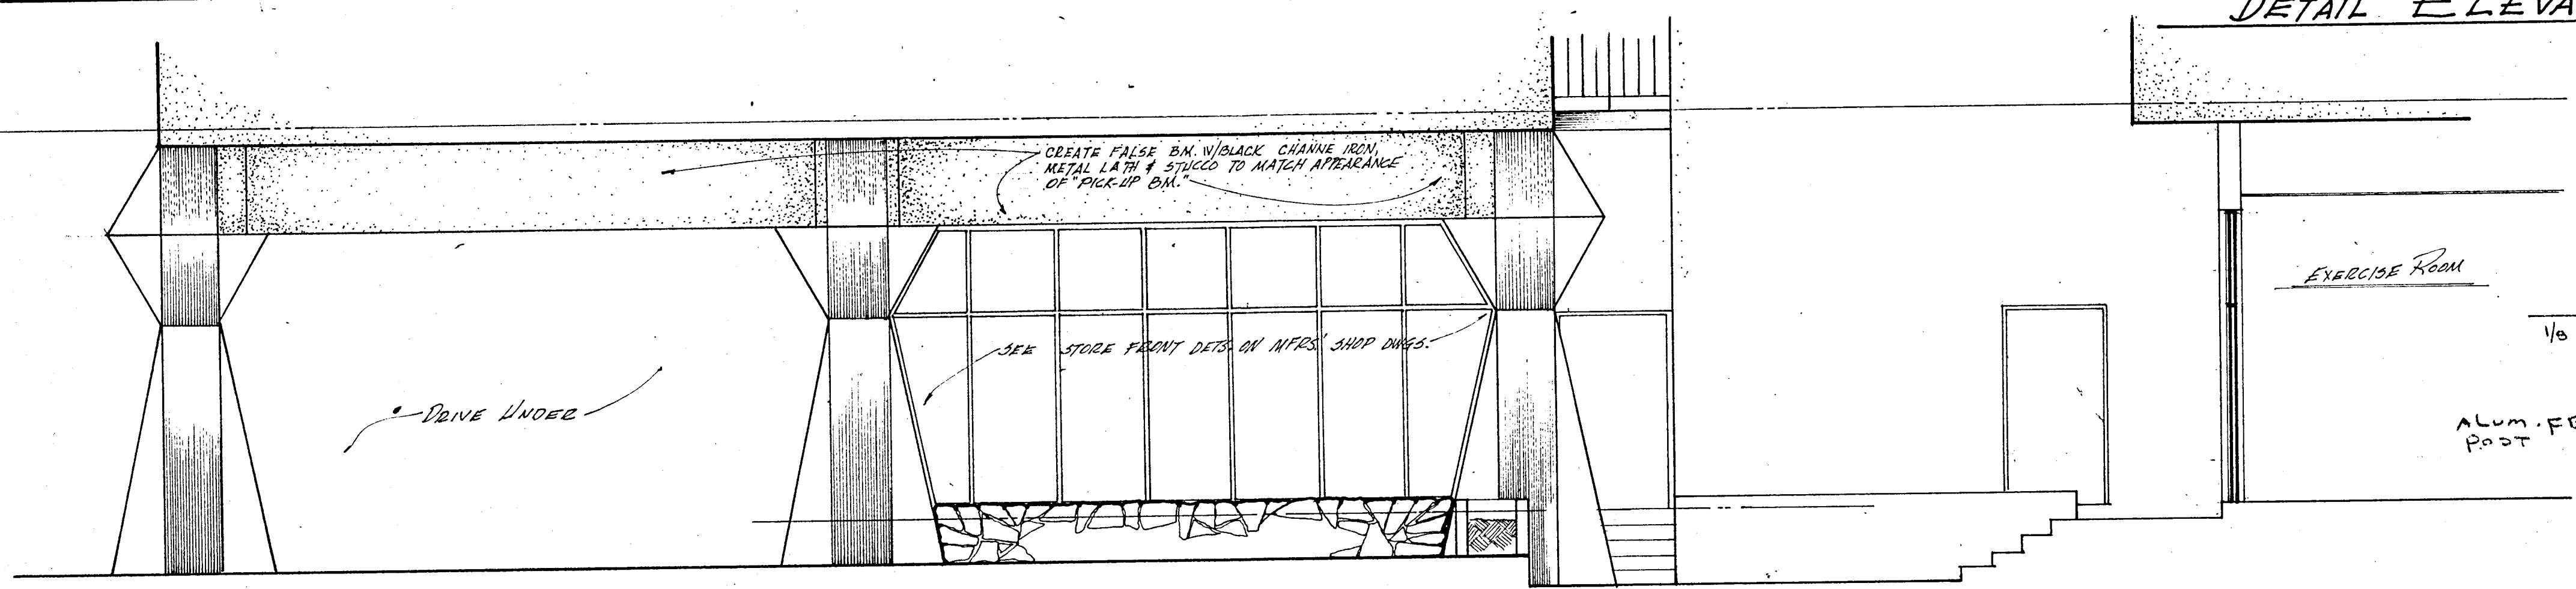 DETAIL ELEVA
CREATE FALSE BM. W/BLACK CHANNE IRON,
METAL LATH & STUCCO TO MATCH APPEARANCE
OF "PICK-UP BM."
EXERCISE ROOM
1/8
SEE STORE FRONT DETS. ON MFRS.' SHOP DWGS.
DRIVE UNDER
ALUM. FE
POST